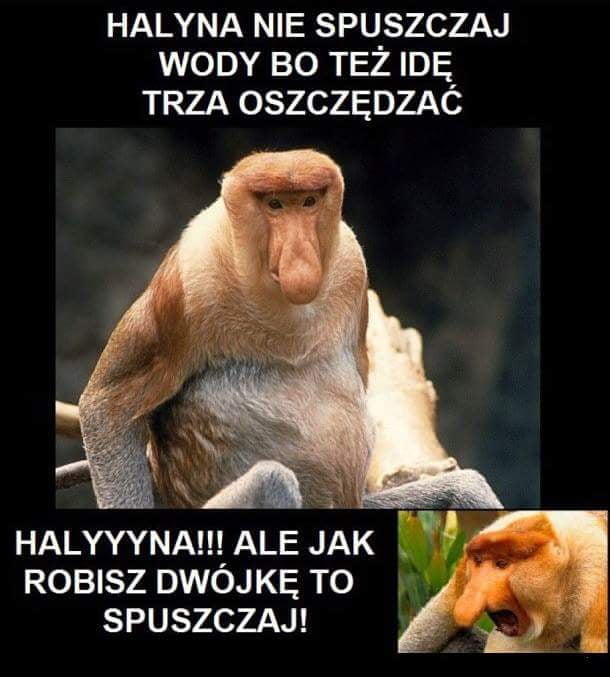 HALYNA NIE SPUSZCZAJ
WODY BO TEŻ IDĘ
TRZA OSZCZĘDZAĆ
HALYYYNA!!! ALE JAK
ROBISZ DWÓJKĘ TO
SPUSZCZAJ!